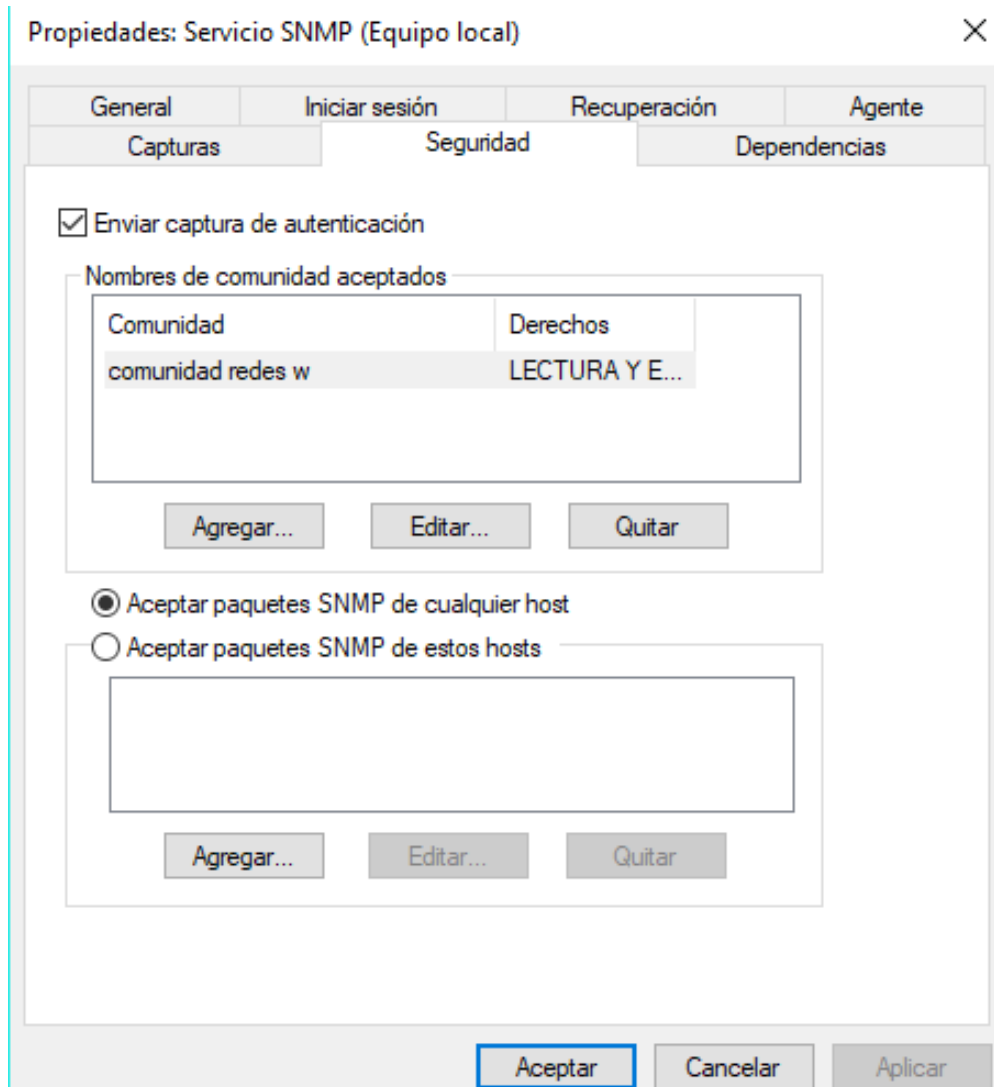 Propiedades: Servicio SNMP (Equipo local)
General Iniciar sesión Recuperación Agente
Capturas Seguridad Dependencias
Enviar captura de autenticación
Nombres de comunidad aceptados
Comunidad Derechos
comunidad redes w LECTURA Y E...
Agregar... Editar... Quitar
Aceptar paquetes SNMP de cualquier host
Aceptar paquetes SNMP de estos hosts
Agregar... Editar... Quitar
Aceptar Cancelar Aplicar